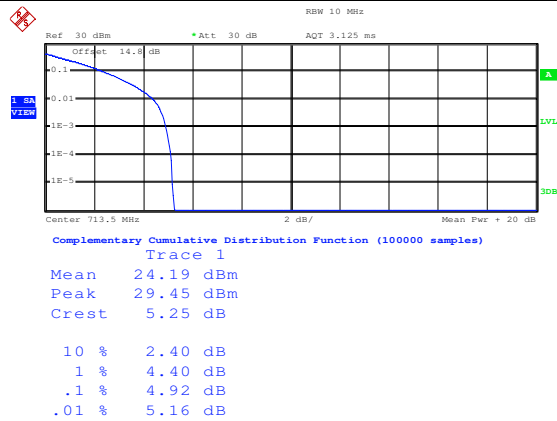 RBW 10 MHz
Ref 30 dBm *Att 30 dB AQT 3.125 ms
Offset 14.8 dB
0.1
A
0.01
1 SA
VIEW
1E-3
LVL
1E-4
1E-5
3DB
Center 713.5 MHz 2 dB/ Mean Pwr + 20 dB
Complementary Cumulative Distribution Function (100000 samples)
Trace 1
Mean 24.19 dBm
Peak 29.45 dBm
Crest 5.25 dB
10 % 2.40 dB
1 % 4.40 dB
.1 % 4.92 dB
.01 % 5.16 dB